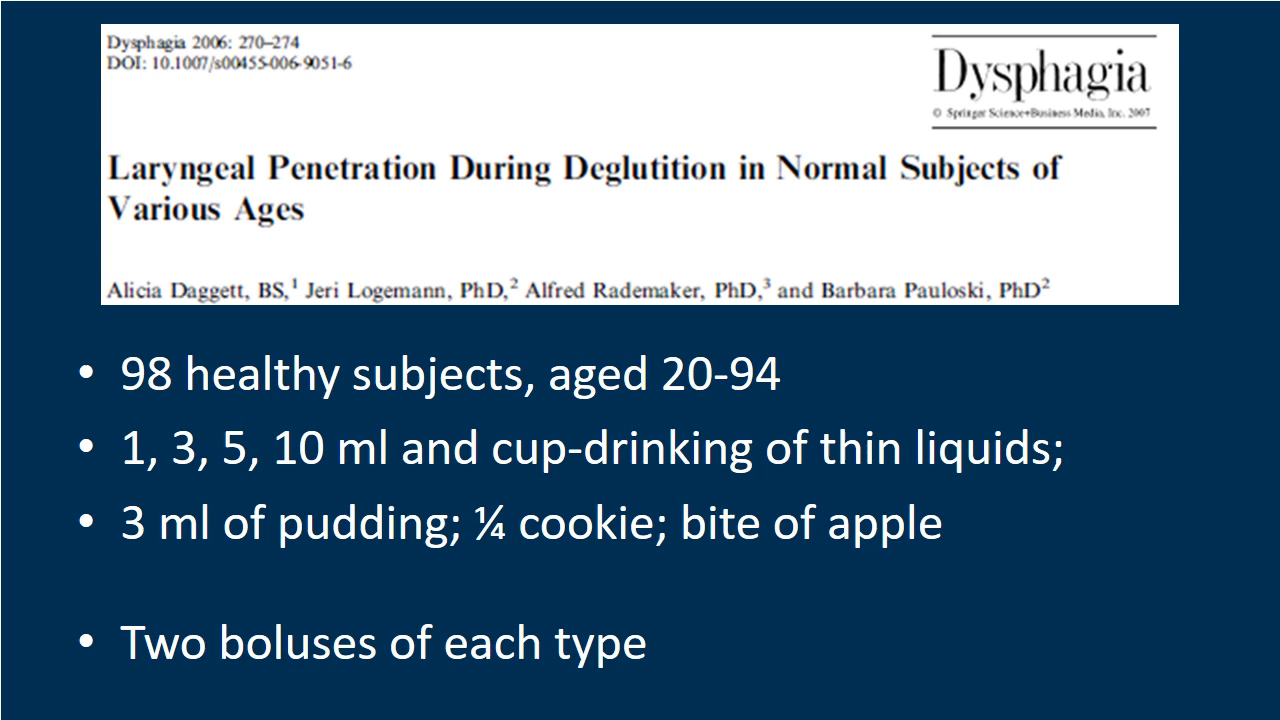 Dysphagia 2006: 270–274
DOI: 10.1007/s00455-006-9051-6
Dysphagia
© Springer Science+Business Media, Inc. 2007
Laryngeal Penetration During Deglutition in Normal Subjects of
Various Ages
Alicia Daggett, BS,¹ Jeri Logemann, PhD,² Alfred Rademaker, PhD,³ and Barbara Pauloski, PhD²
• 98 healthy subjects, aged 20-94
• 1, 3, 5, 10 ml and cup-drinking of thin liquids;
• 3 ml of pudding; ¼ cookie; bite of apple
• Two boluses of each type